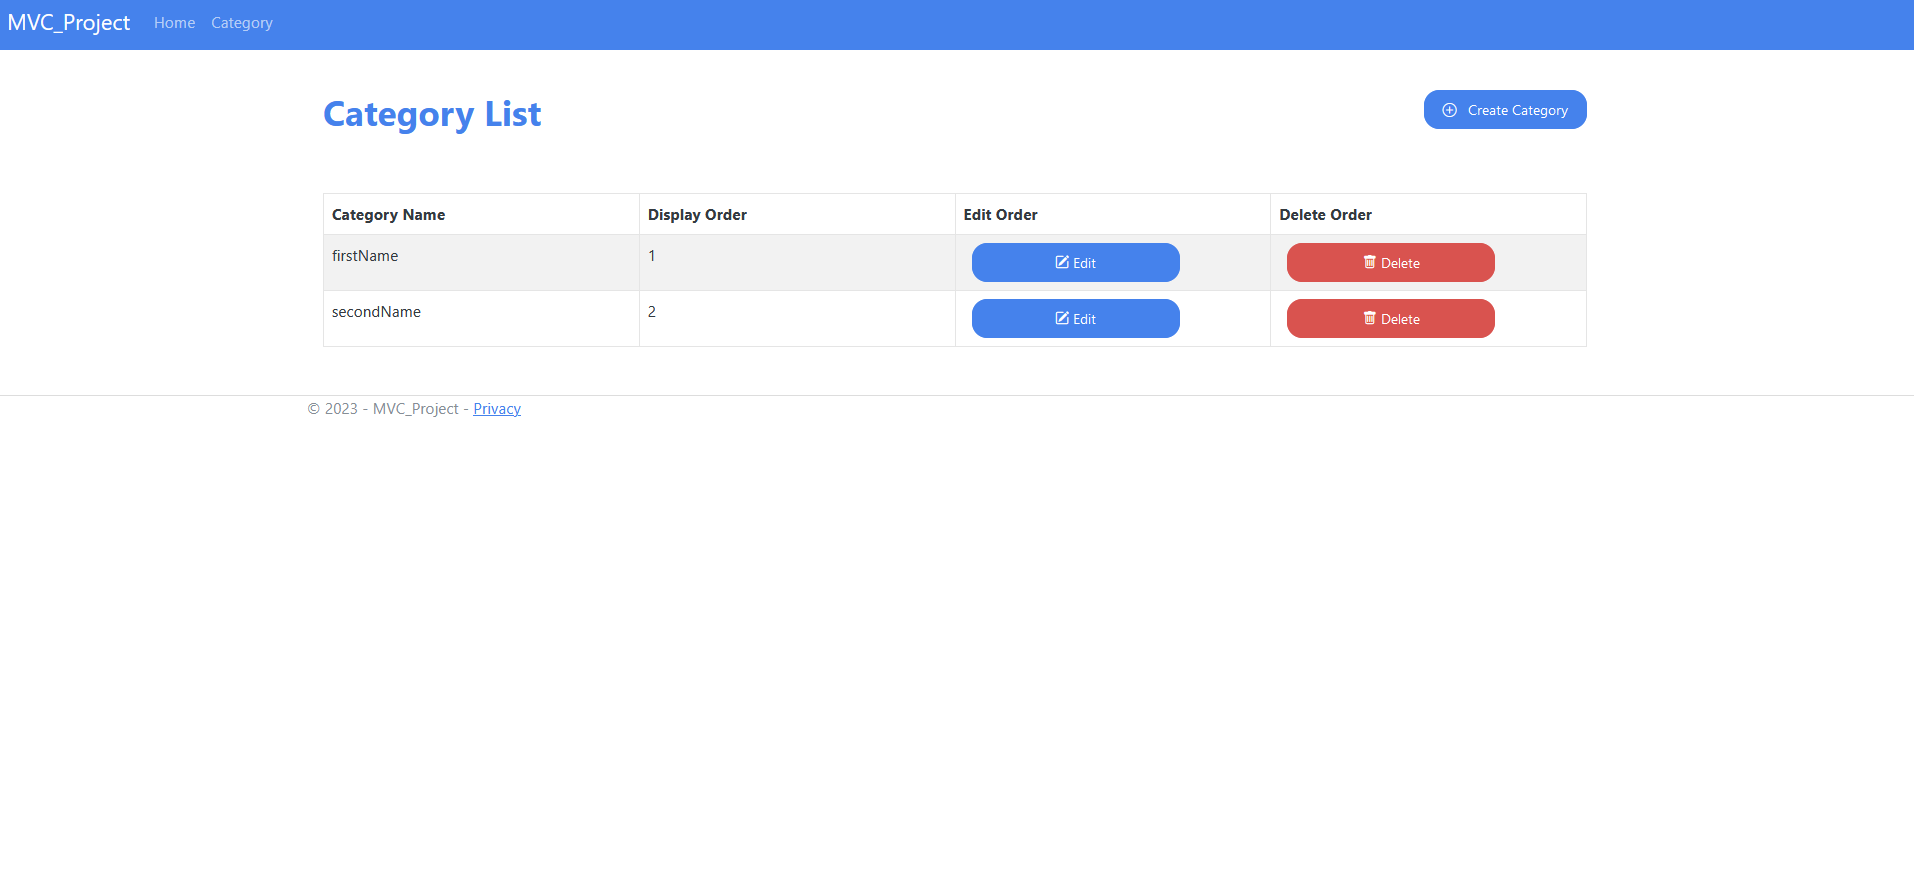 MVC_Project Home Category
Category List
Create Category
Category Name Display Order Edit Order Delete Order
firstName 1 Edit Delete
secondName 2 Edit Delete
© 2023 - MVC_Project - Privacy